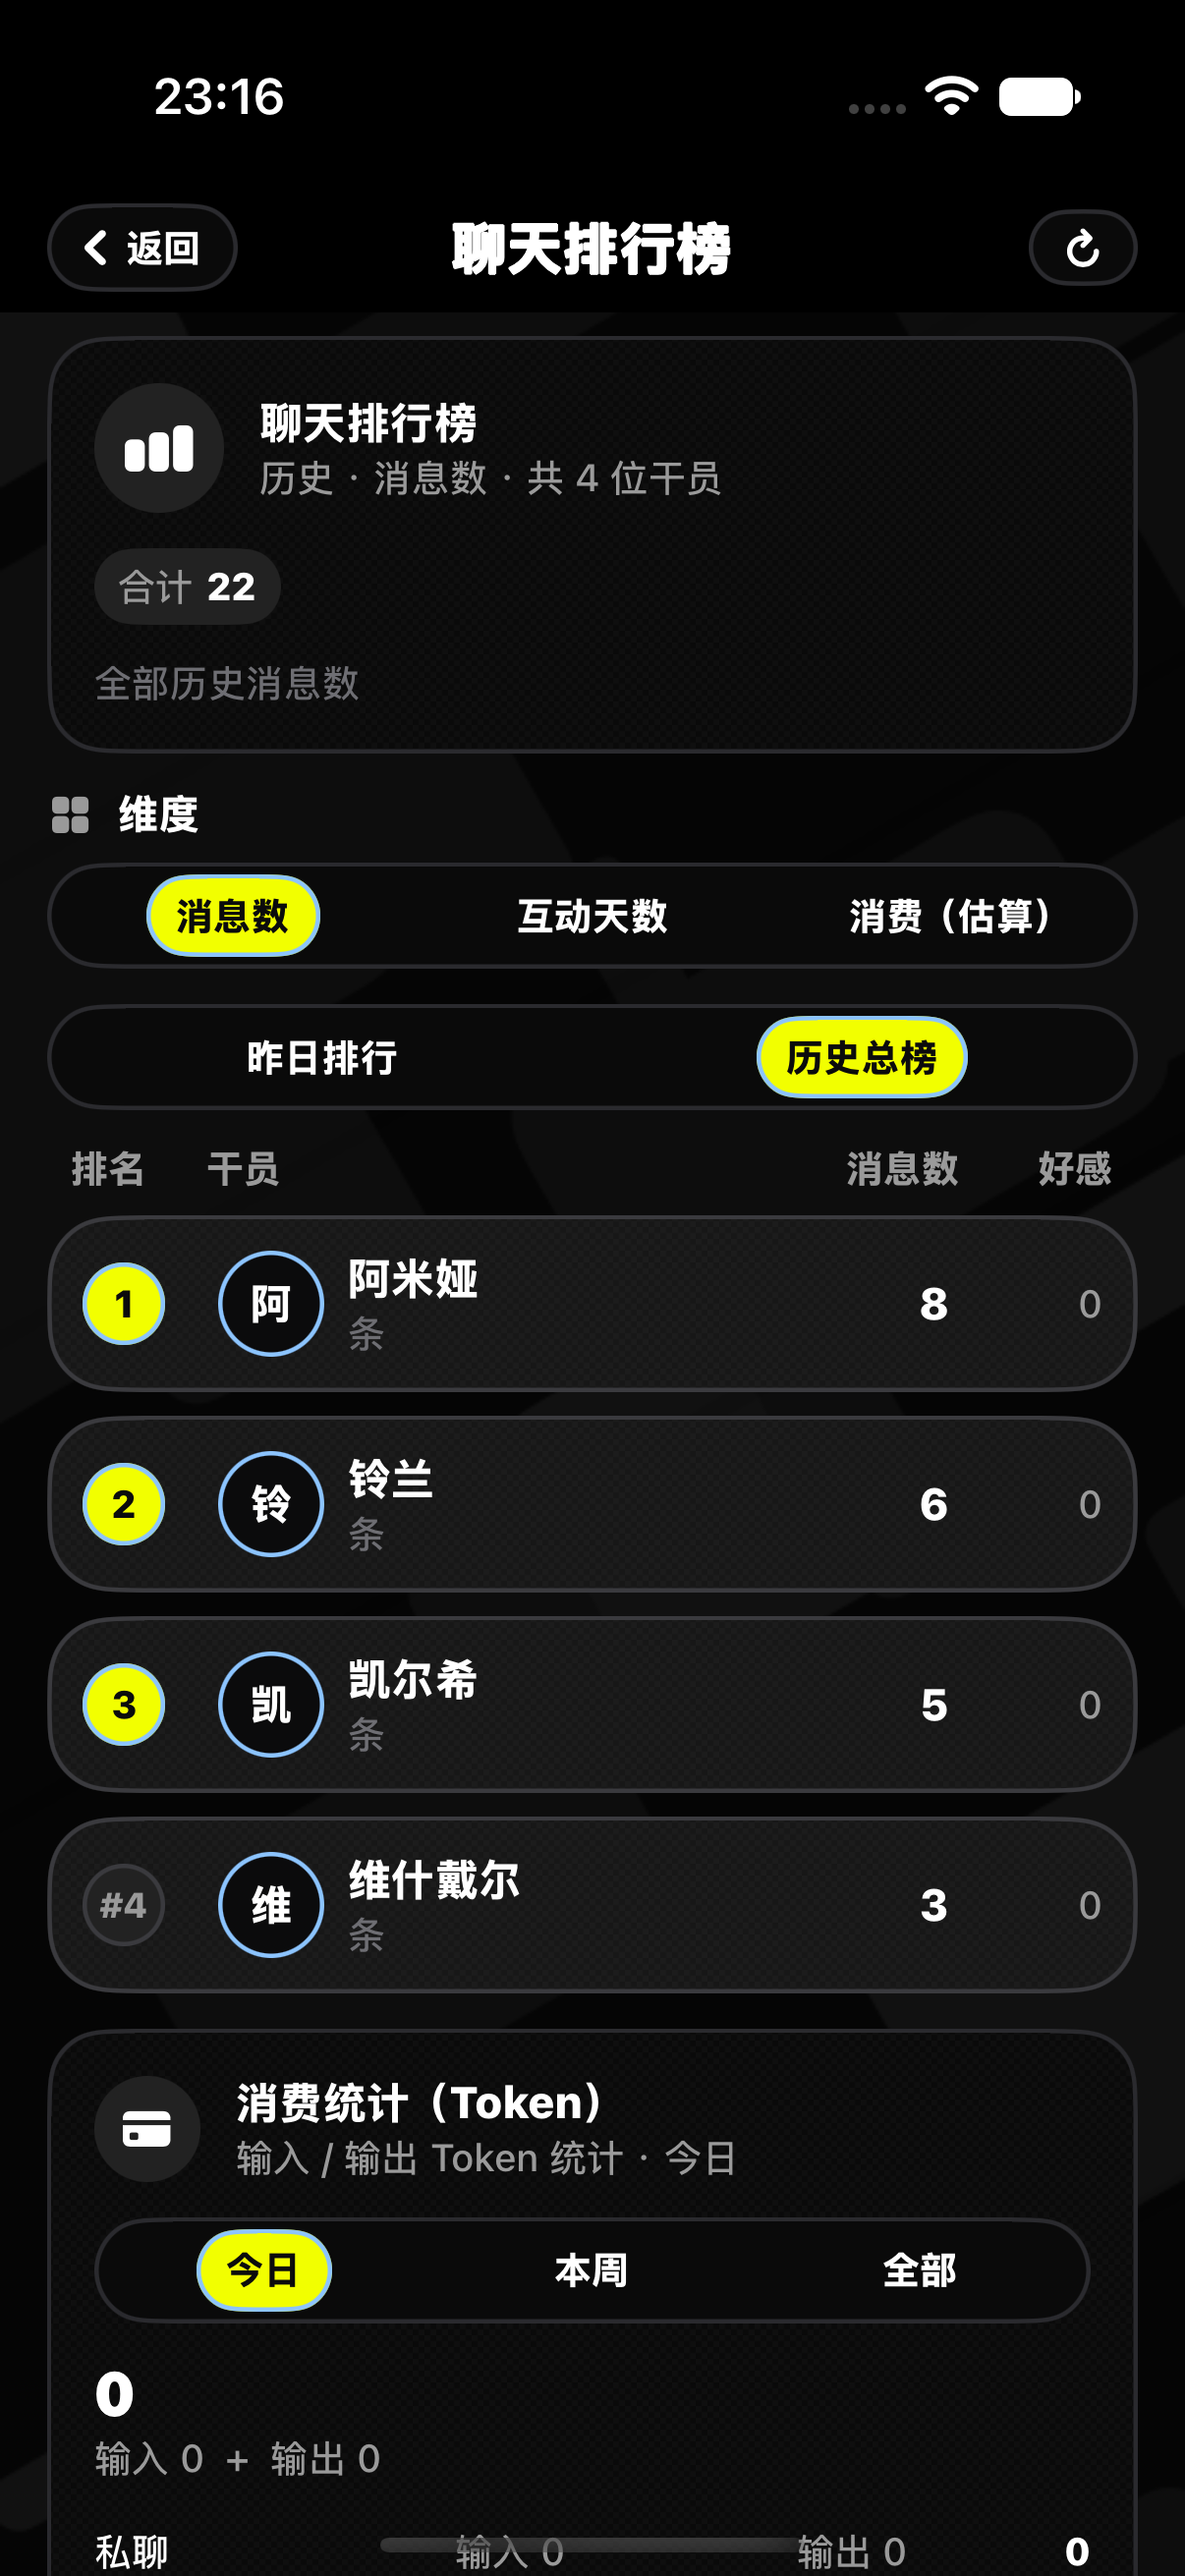 23:16
返回
聊天排行榜
聊天排行榜
历史 · 消息数 · 共 4 位干员
合计 22
全部历史消息数
维度
消息数 互动天数 消费（估算）
昨日排行 历史总榜
排名 干员 消息数 好感
1 阿 阿米娅 8 0
条
2 铃 铃兰 6 0
条
3 凯 凯尔希 5 0
条
#4 维 维什戴尔 3 0
条
消费统计（Token）
输入 / 输出 Token 统计 · 今日
今日 本周 全部
0
输入 0 + 输出 0
私聊 输入 0 输出 0 0